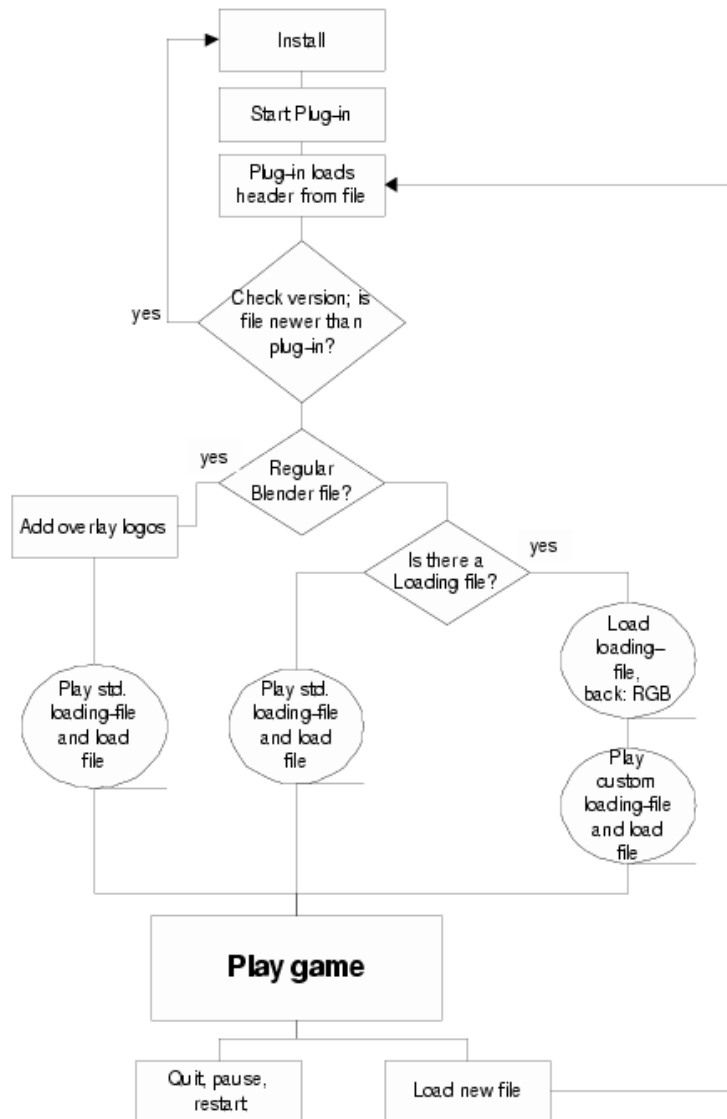 Install
Start Plug-in
Plug-in loads
header from file
Check version; is
file newer than
plug-in?
yes
yes
Regular
Blender file?
Add overlay logos
Is there a
Loading file?
yes
Load
loading-
file,
back: RGB
Play std.
loading-file
and load
file
Play std.
loading-file
and load
file
Play
custom
loading-file
and load
file
Play game
Quit, pause,
restart
Load new file